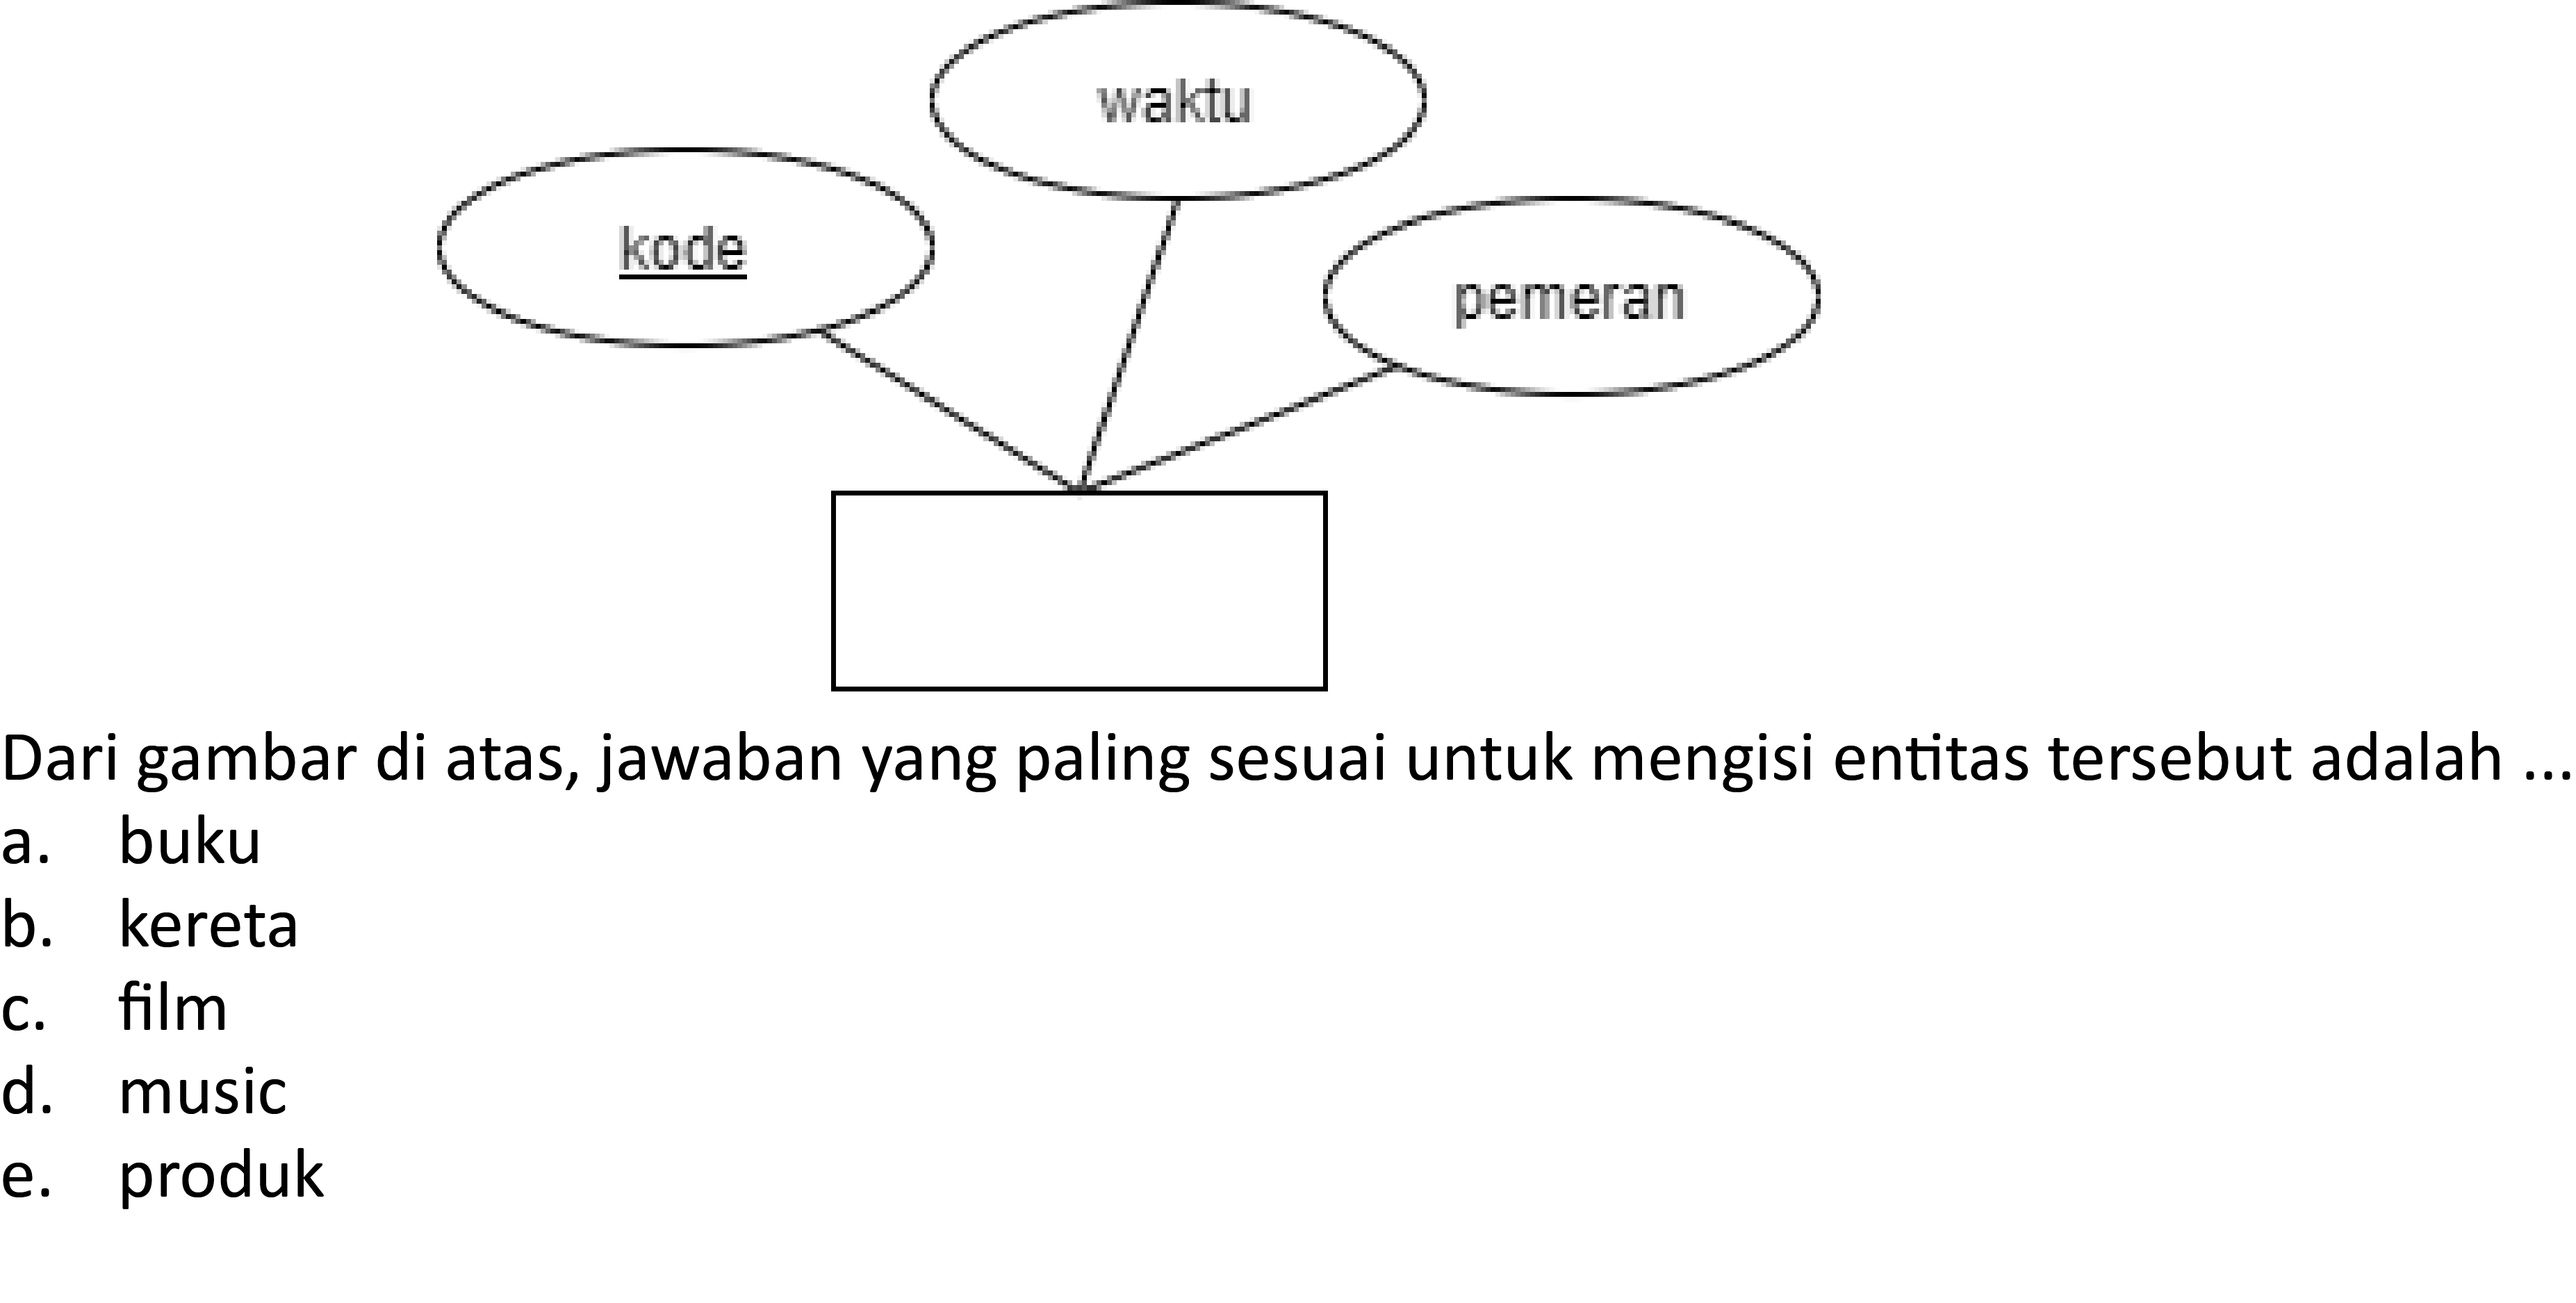 waktu
kode
pemeran
Dari gambar di atas, jawaban yang paling sesuai untuk mengisi entitas tersebut adalah ...
a. buku
b. kereta
c. film
d. music
e. produk